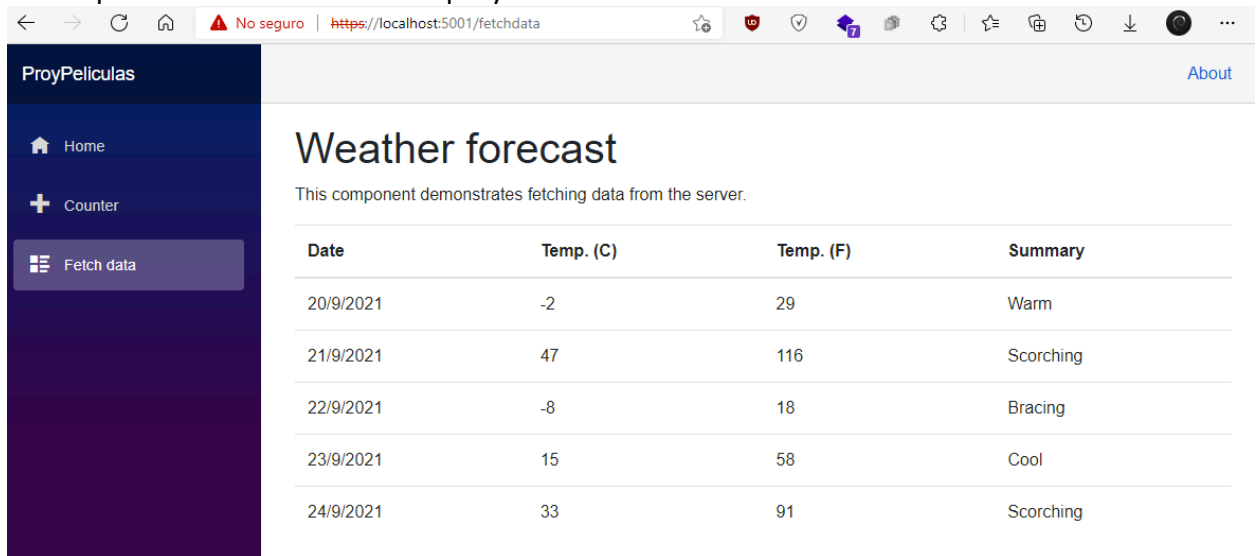 No seguro | https://localhost:5001/fetchdata
7
ProyPeliculas
About
Home
Counter
Fetch data
Weather forecast
This component demonstrates fetching data from the server.
Date Temp. (C) Temp. (F) Summary
20/9/2021 -2 29 Warm
21/9/2021 47 116 Scorching
22/9/2021 -8 18 Bracing
23/9/2021 15 58 Cool
24/9/2021 33 91 Scorching